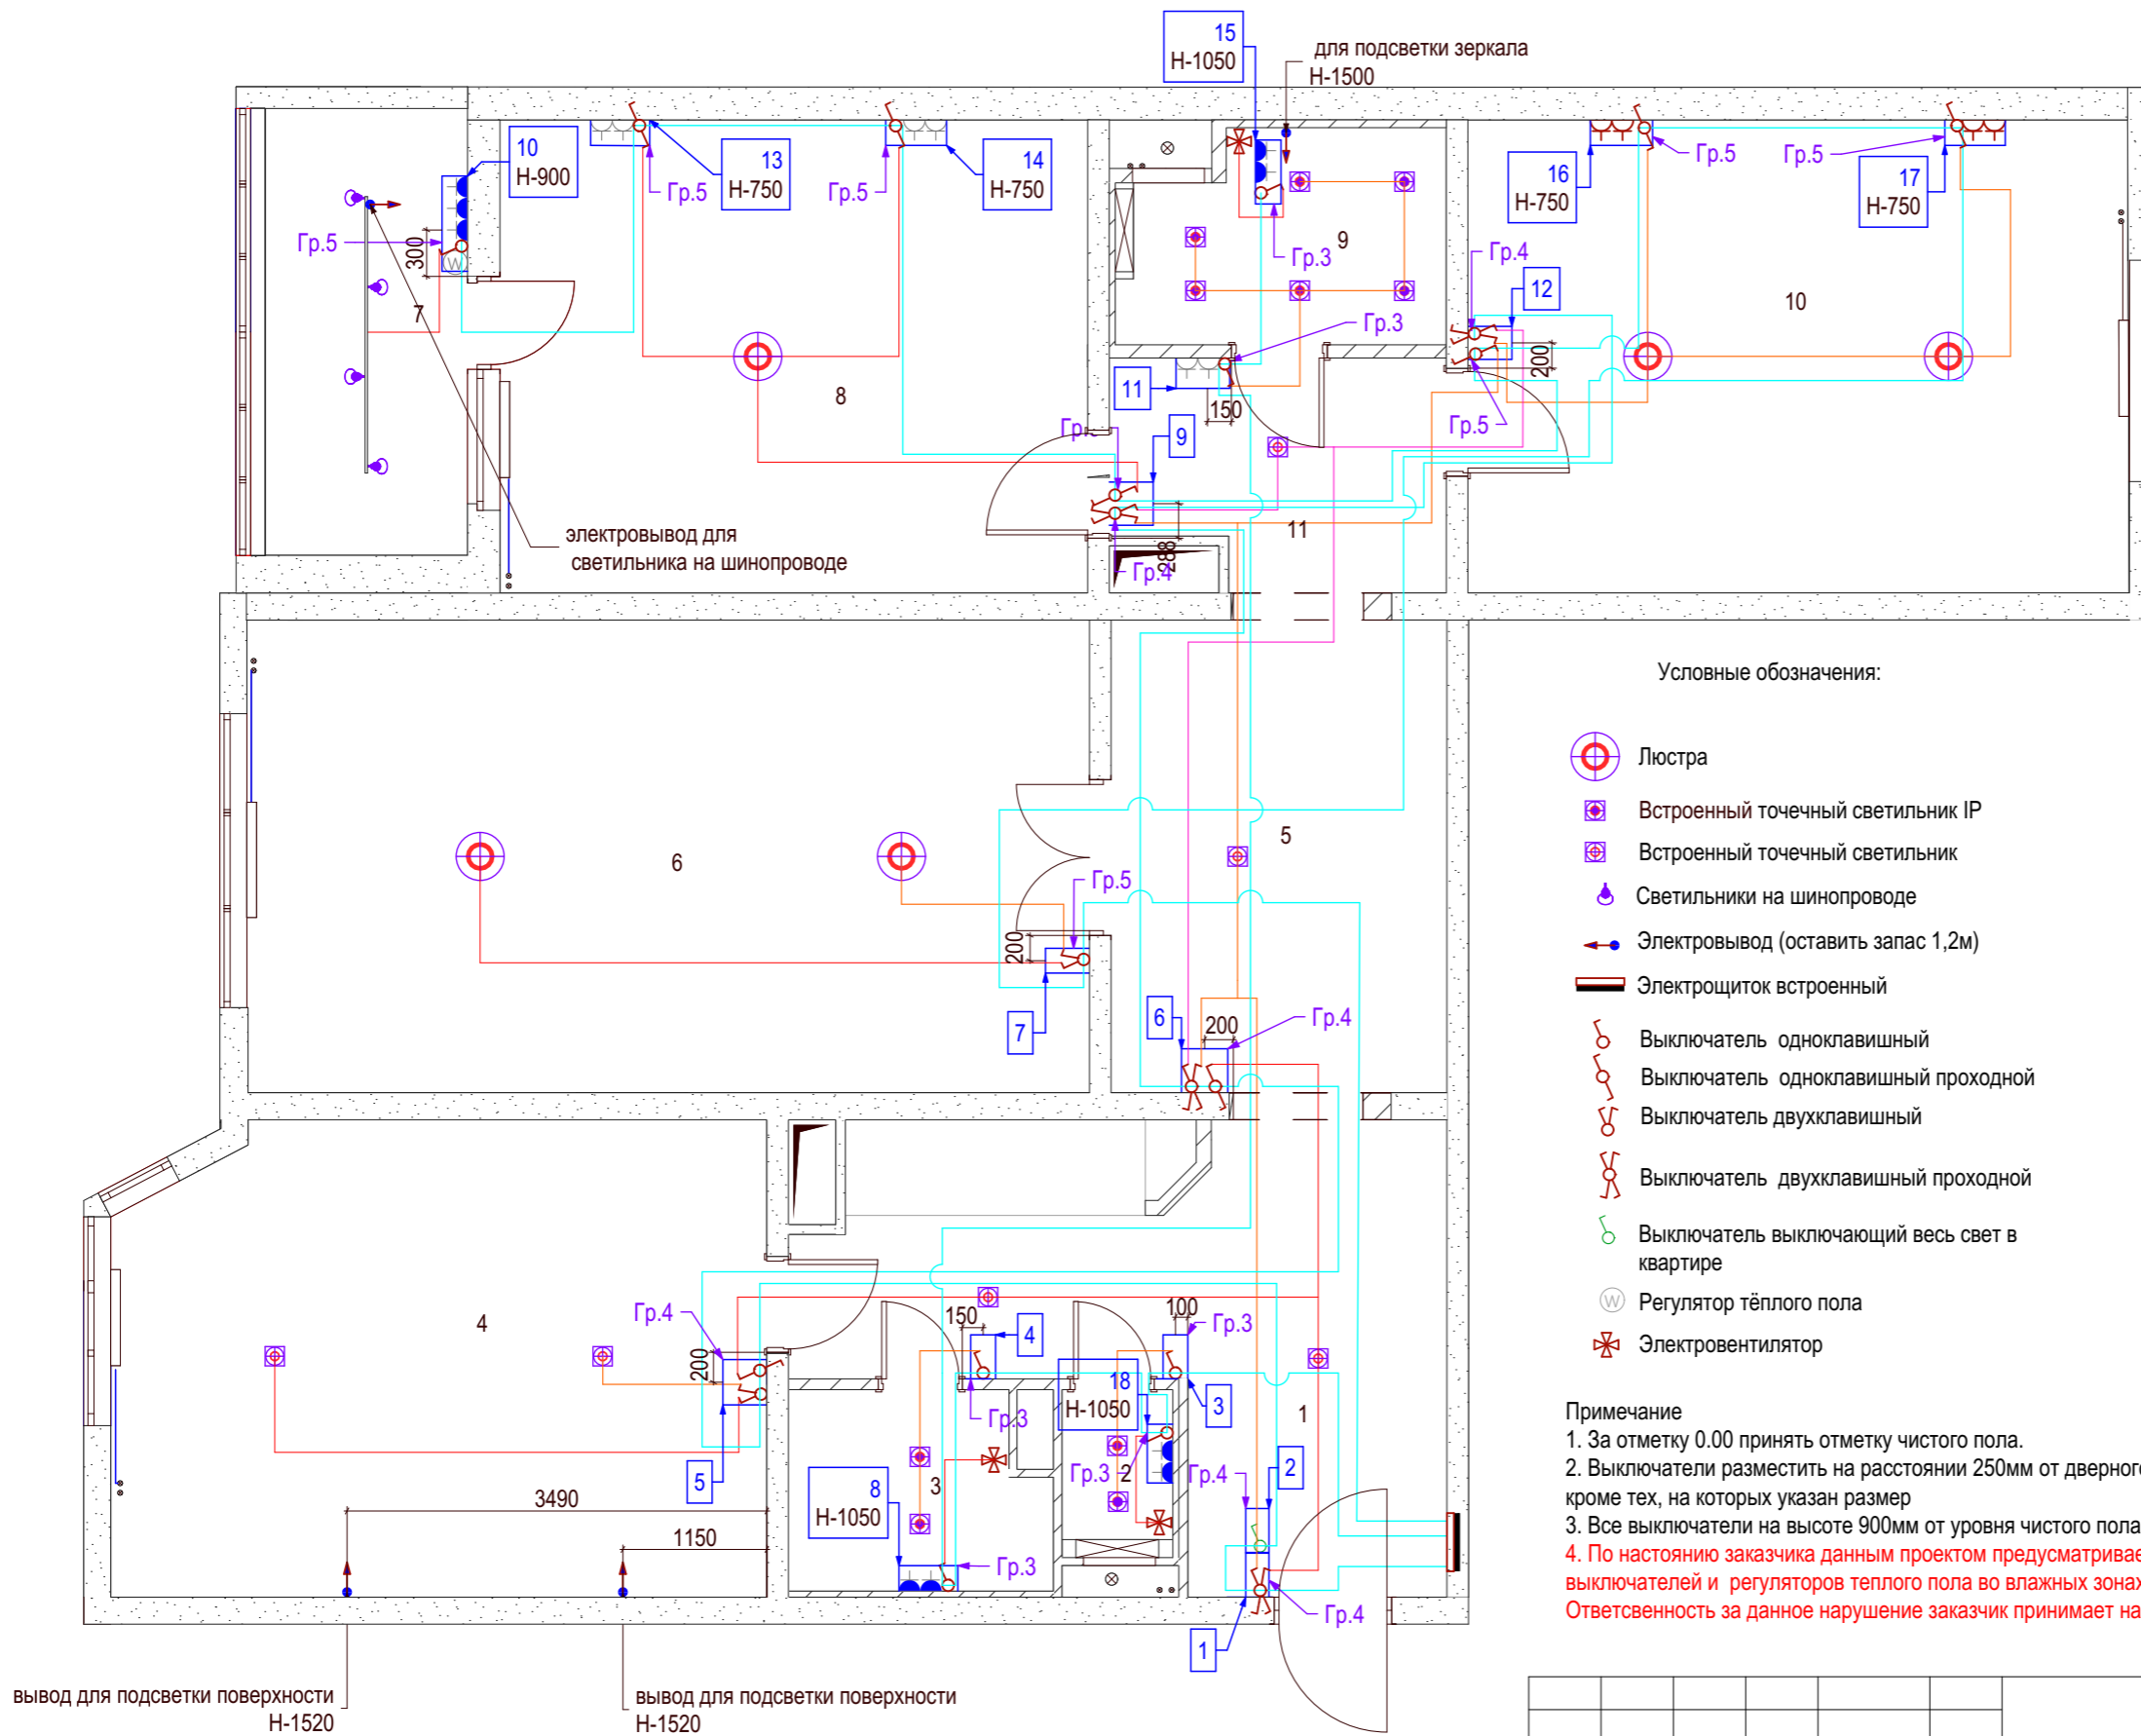 15
H-1050
для подсветки зеркала
H-1500
10
H-900
13
H-750
14
H-750
16
H-750
17
H-750
Гр.5
Гр.5
Гр.5
Гр.5
Гр.5
300
7
9
Гр.3
Гр.4
12
10
8
Гр.3
11
150
200
Гр.5
9
288
Гр.4
11
электровывод для
светильника на шинопроводе
6
5
Гр.5
200
7
6
200
Гр.4
Условные обозначения:
Люстра
Встроенный точечный светильник IP
Встроенный точечный светильник
Светильники на шинопроводе
Электровывод (оставить запас 1,2м)
Электрощиток встроенный
Выключатель одноклавишный
Выключатель одноклавишный проходной
Выключатель двухклавишный
Выключатель двухклавишный проходной
Выключатель выключающий весь свет в
квартире
W Регулятор тёплого пола
Электровентилятор
4
Гр.4
200
5
150
4
100
Гр.3
18
H-1050
3
1
Гр.3
Гр.3
2
3
8
H-1050
Гр.3
Гр.4
2
Гр.4
1
3490
1150
вывод для подсветки поверхности
H-1520
вывод для подсветки поверхности
H-1520
Примечание
1. За отметку 0.00 принять отметку чистого пола.
2. Выключатели разместить на расстоянии 250мм от дверного
кроме тех, на которых указан размер
3. Все выключатели на высоте 900мм от уровня чистого пола
4. По настоянию заказчика данным проектом предусматривае
выключателей и регуляторов теплого пола во влажных зонах
Ответсвенность за данное нарушение заказчик принимает на